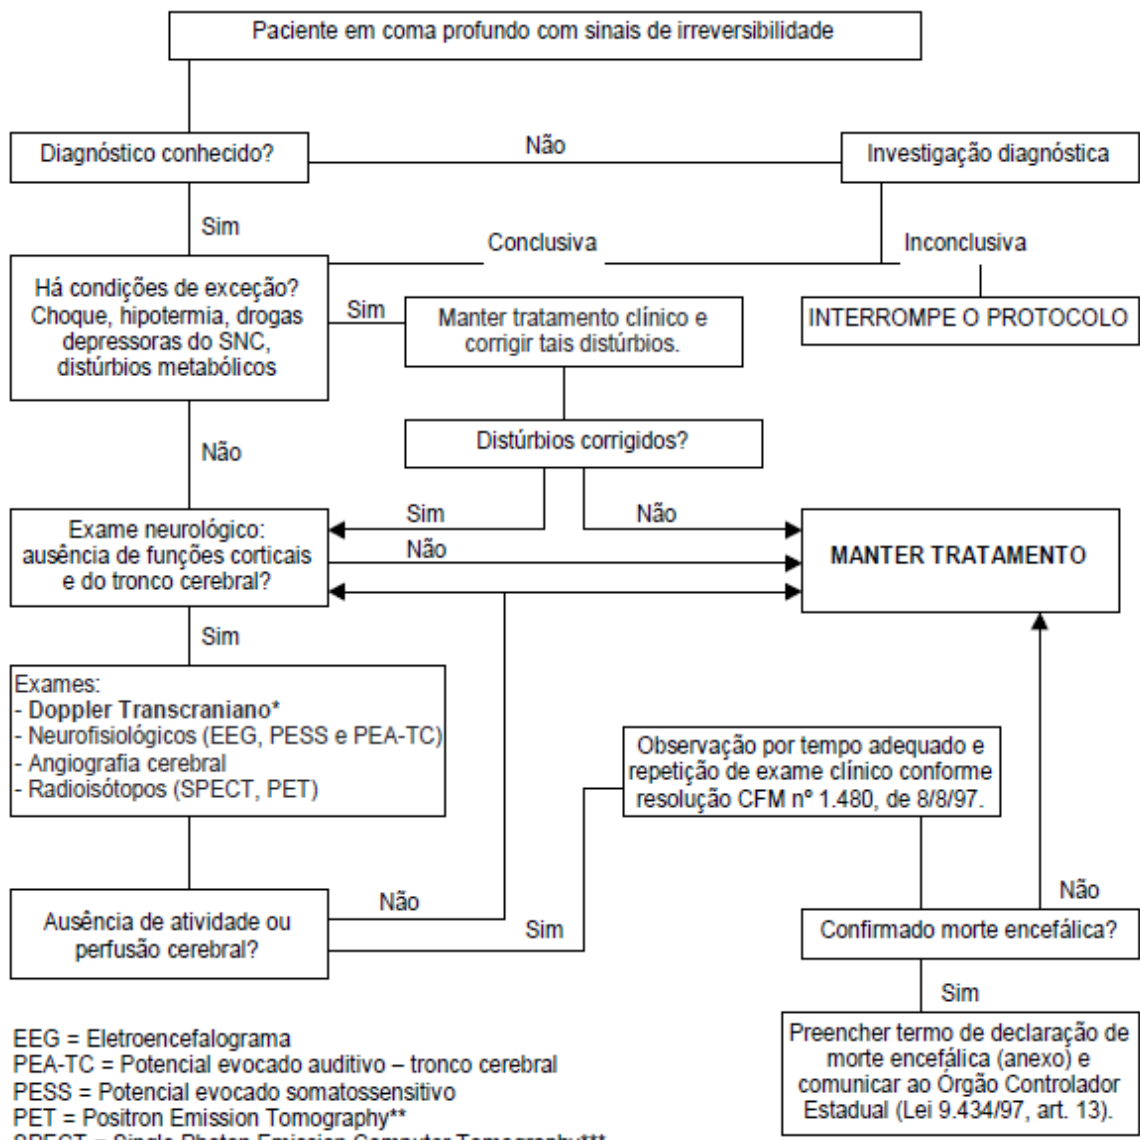 Paciente em coma profundo com sinais de irreversibilidade
Diagnóstico conhecido?
Não
Investigação diagnóstica
Sim
Conclusiva
Inconclusiva
Há condições de exceção?
Choque, hipotermia, drogas
depressoras do SNC,
distúrbios metabólicos
Sim
Manter tratamento clínico e
corrigir tais distúrbios.
INTERROMPE O PROTOCOLO
Distúrbios corrigidos?
Não
Sim
Não
Exame neurológico:
ausência de funções corticais
e do tronco cerebral?
Não
MANTER TRATAMENTO
Sim
Exames:
- Doppler Transcraniano*
- Neurofisiológicos (EEG, PESS e PEA-TC)
- Angiografia cerebral
- Radioisótopos (SPECT, PET)
Observação por tempo adequado e
repetição de exame clínico conforme
resolução CFM nº 1.480, de 8/8/97.
Ausência de atividade ou
perfusão cerebral?
Não
Sim
Não
Confirmado morte encefálica?
Sim
Preencher termo de declaração de
morte encefálica (anexo) e
comunicar ao Órgão Controlador
Estadual (Lei 9.434/97, art. 13).
EEG = Eletroencefalograma
PEA-TC = Potencial evocado auditivo – tronco cerebral
PESS = Potencial evocado somatossensitivo
PET = Positron Emission Tomography**
SPECT = Single Photon Emission Computer Tomography***